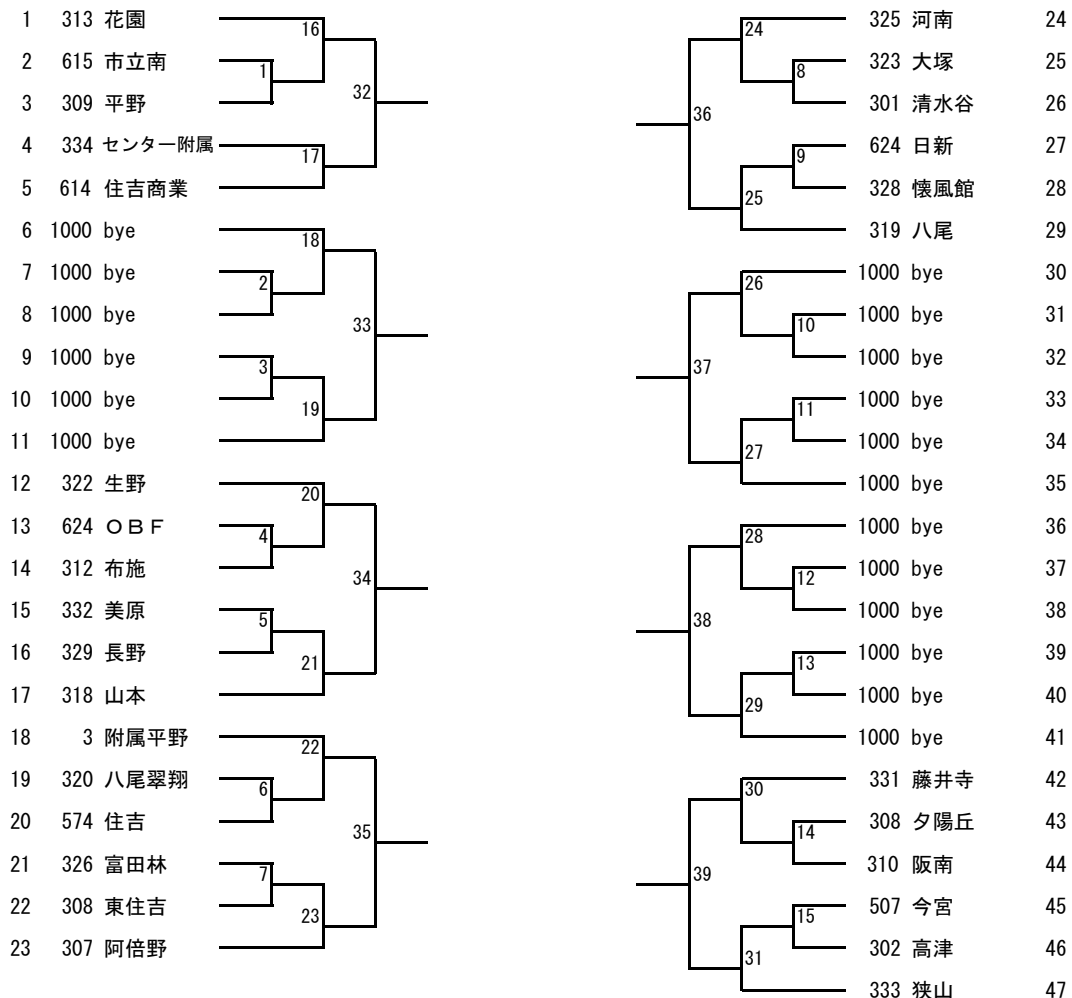 1 313 花園
16
2 615 市立南
1
3 309 平野
32
4 334 センター附属
17
5 614 住吉商業
6 1000 bye
18
7 1000 bye
2
8 1000 bye
33
9 1000 bye
3
10 1000 bye
19
11 1000 bye
12 322 生野
20
13 624 ＯＢＦ
4
14 312 布施
34
15 332 美原
5
16 329 長野
21
17 318 山本
18 3 附属平野
22
19 320 八尾翠翔
6
20 574 住吉
35
21 326 富田林
7
22 308 東住吉
23
23 307 阿倍野
325 河南 24
24
323 大塚 25
8
301 清水谷 26
36
624 日新 27
9
328 懐風館 28
25
319 八尾 29
1000 bye 30
26
1000 bye 31
10
1000 bye 32
37
1000 bye 33
11
1000 bye 34
27
1000 bye 35
1000 bye 36
28
1000 bye 37
12
1000 bye 38
38
1000 bye 39
13
1000 bye 40
29
1000 bye 41
331 藤井寺 42
30
308 夕陽丘 43
14
310 阪南 44
39
507 今宮 45
15
302 高津 46
31
333 狭山 47